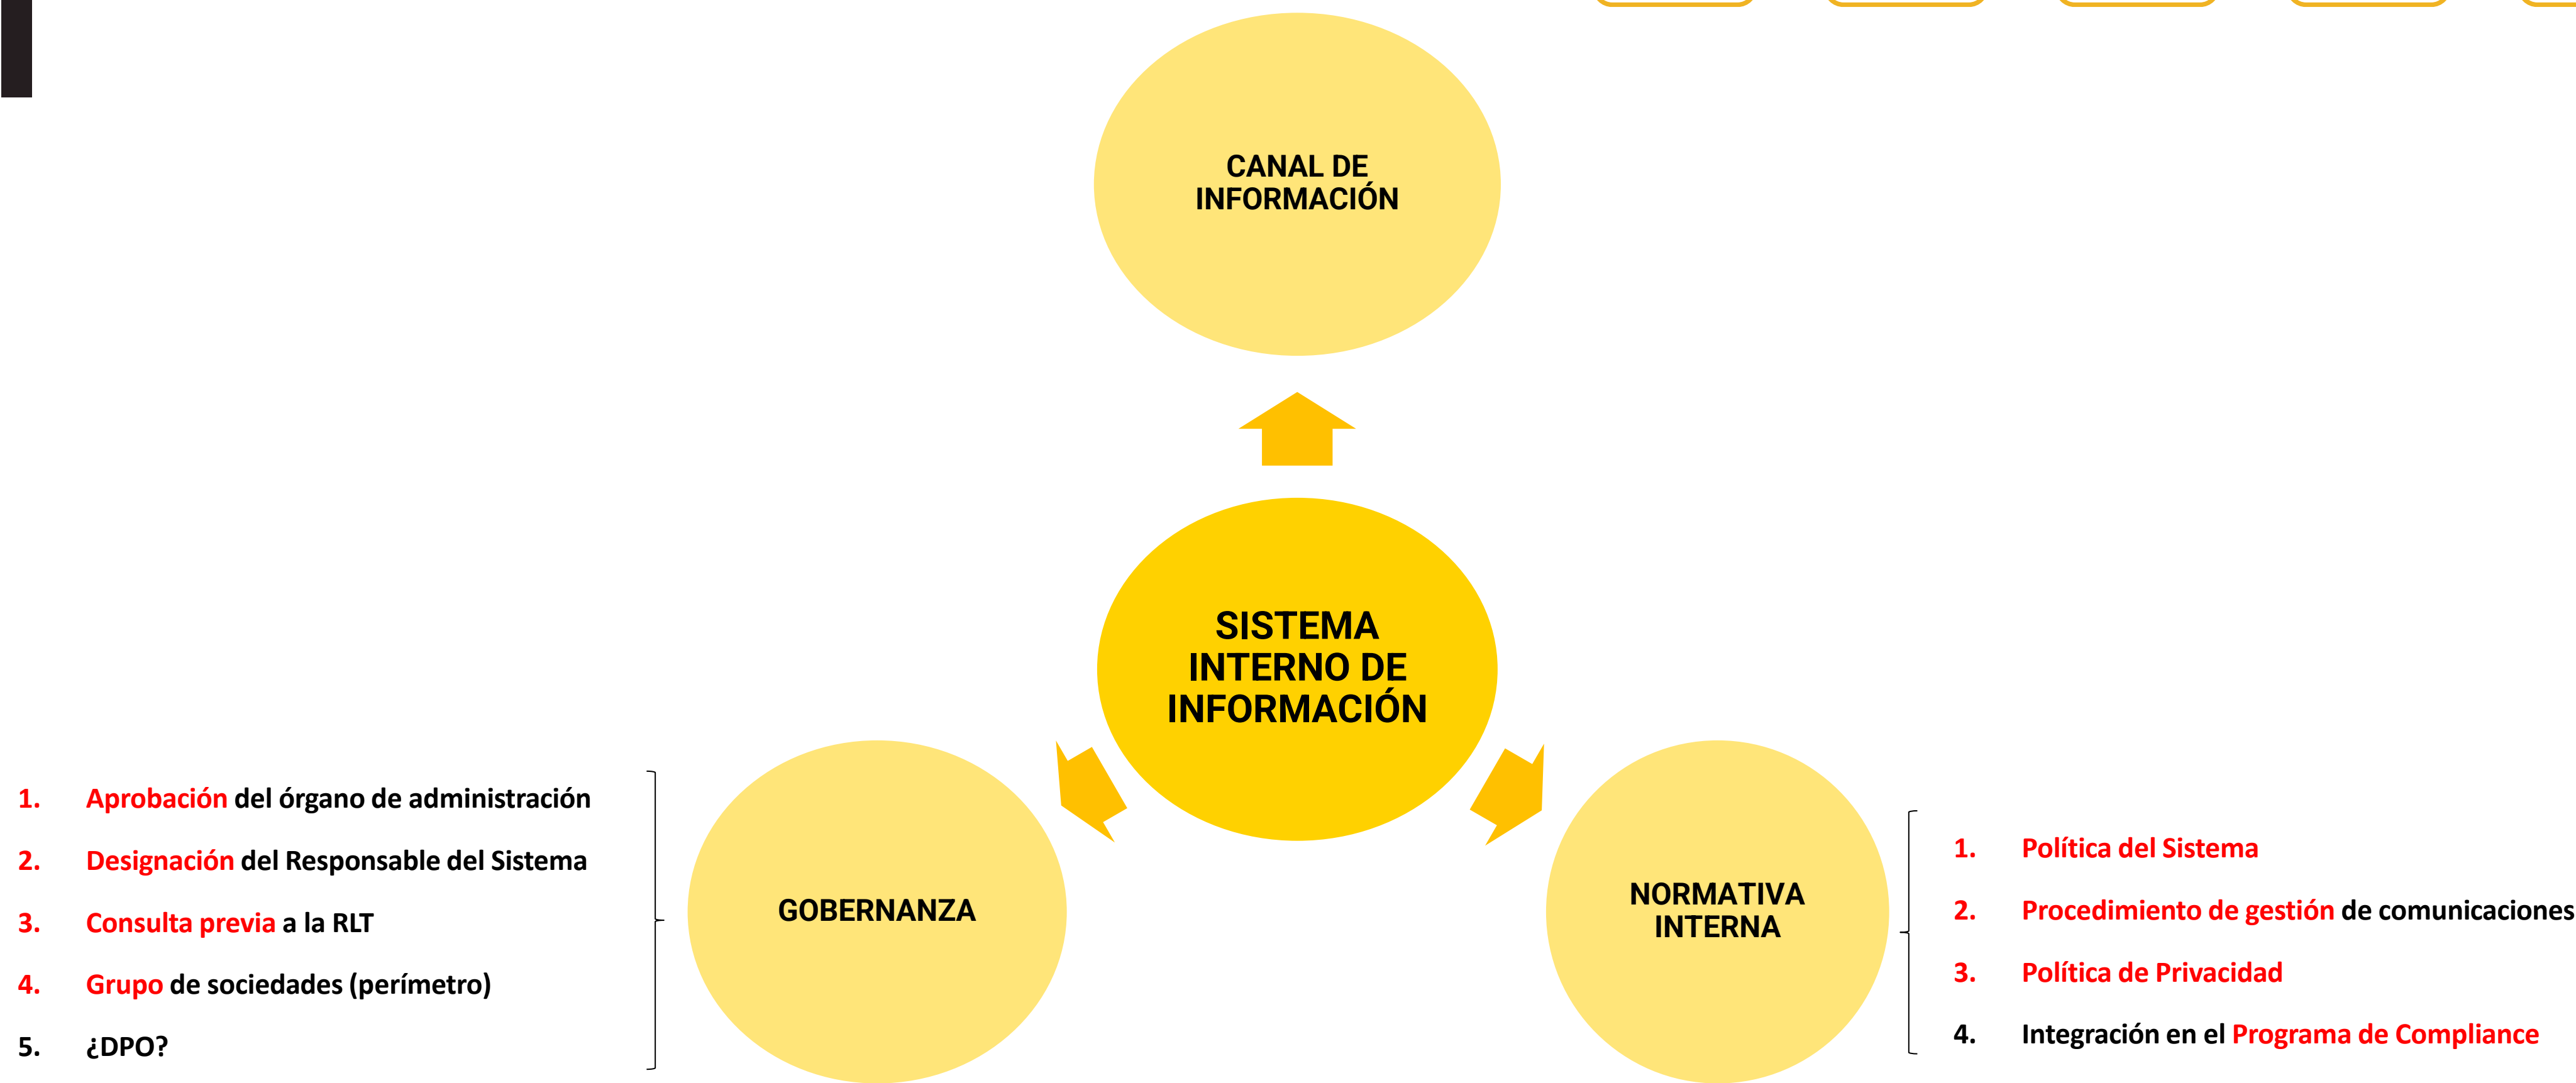 CANAL DE
INFORMACIÓN
SISTEMA
INTERNO DE
INFORMACIÓN
GOBERNANZA
1. Aprobación del órgano de administración
2. Designación del Responsable del Sistema
3. Consulta previa a la RLT
4. Grupo de sociedades (perímetro)
5. ¿DPO?
NORMATIVA
INTERNA
1. Política del Sistema
2. Procedimiento de gestión de comunicaciones
3. Política de Privacidad
4. Integración en el Programa de Compliance